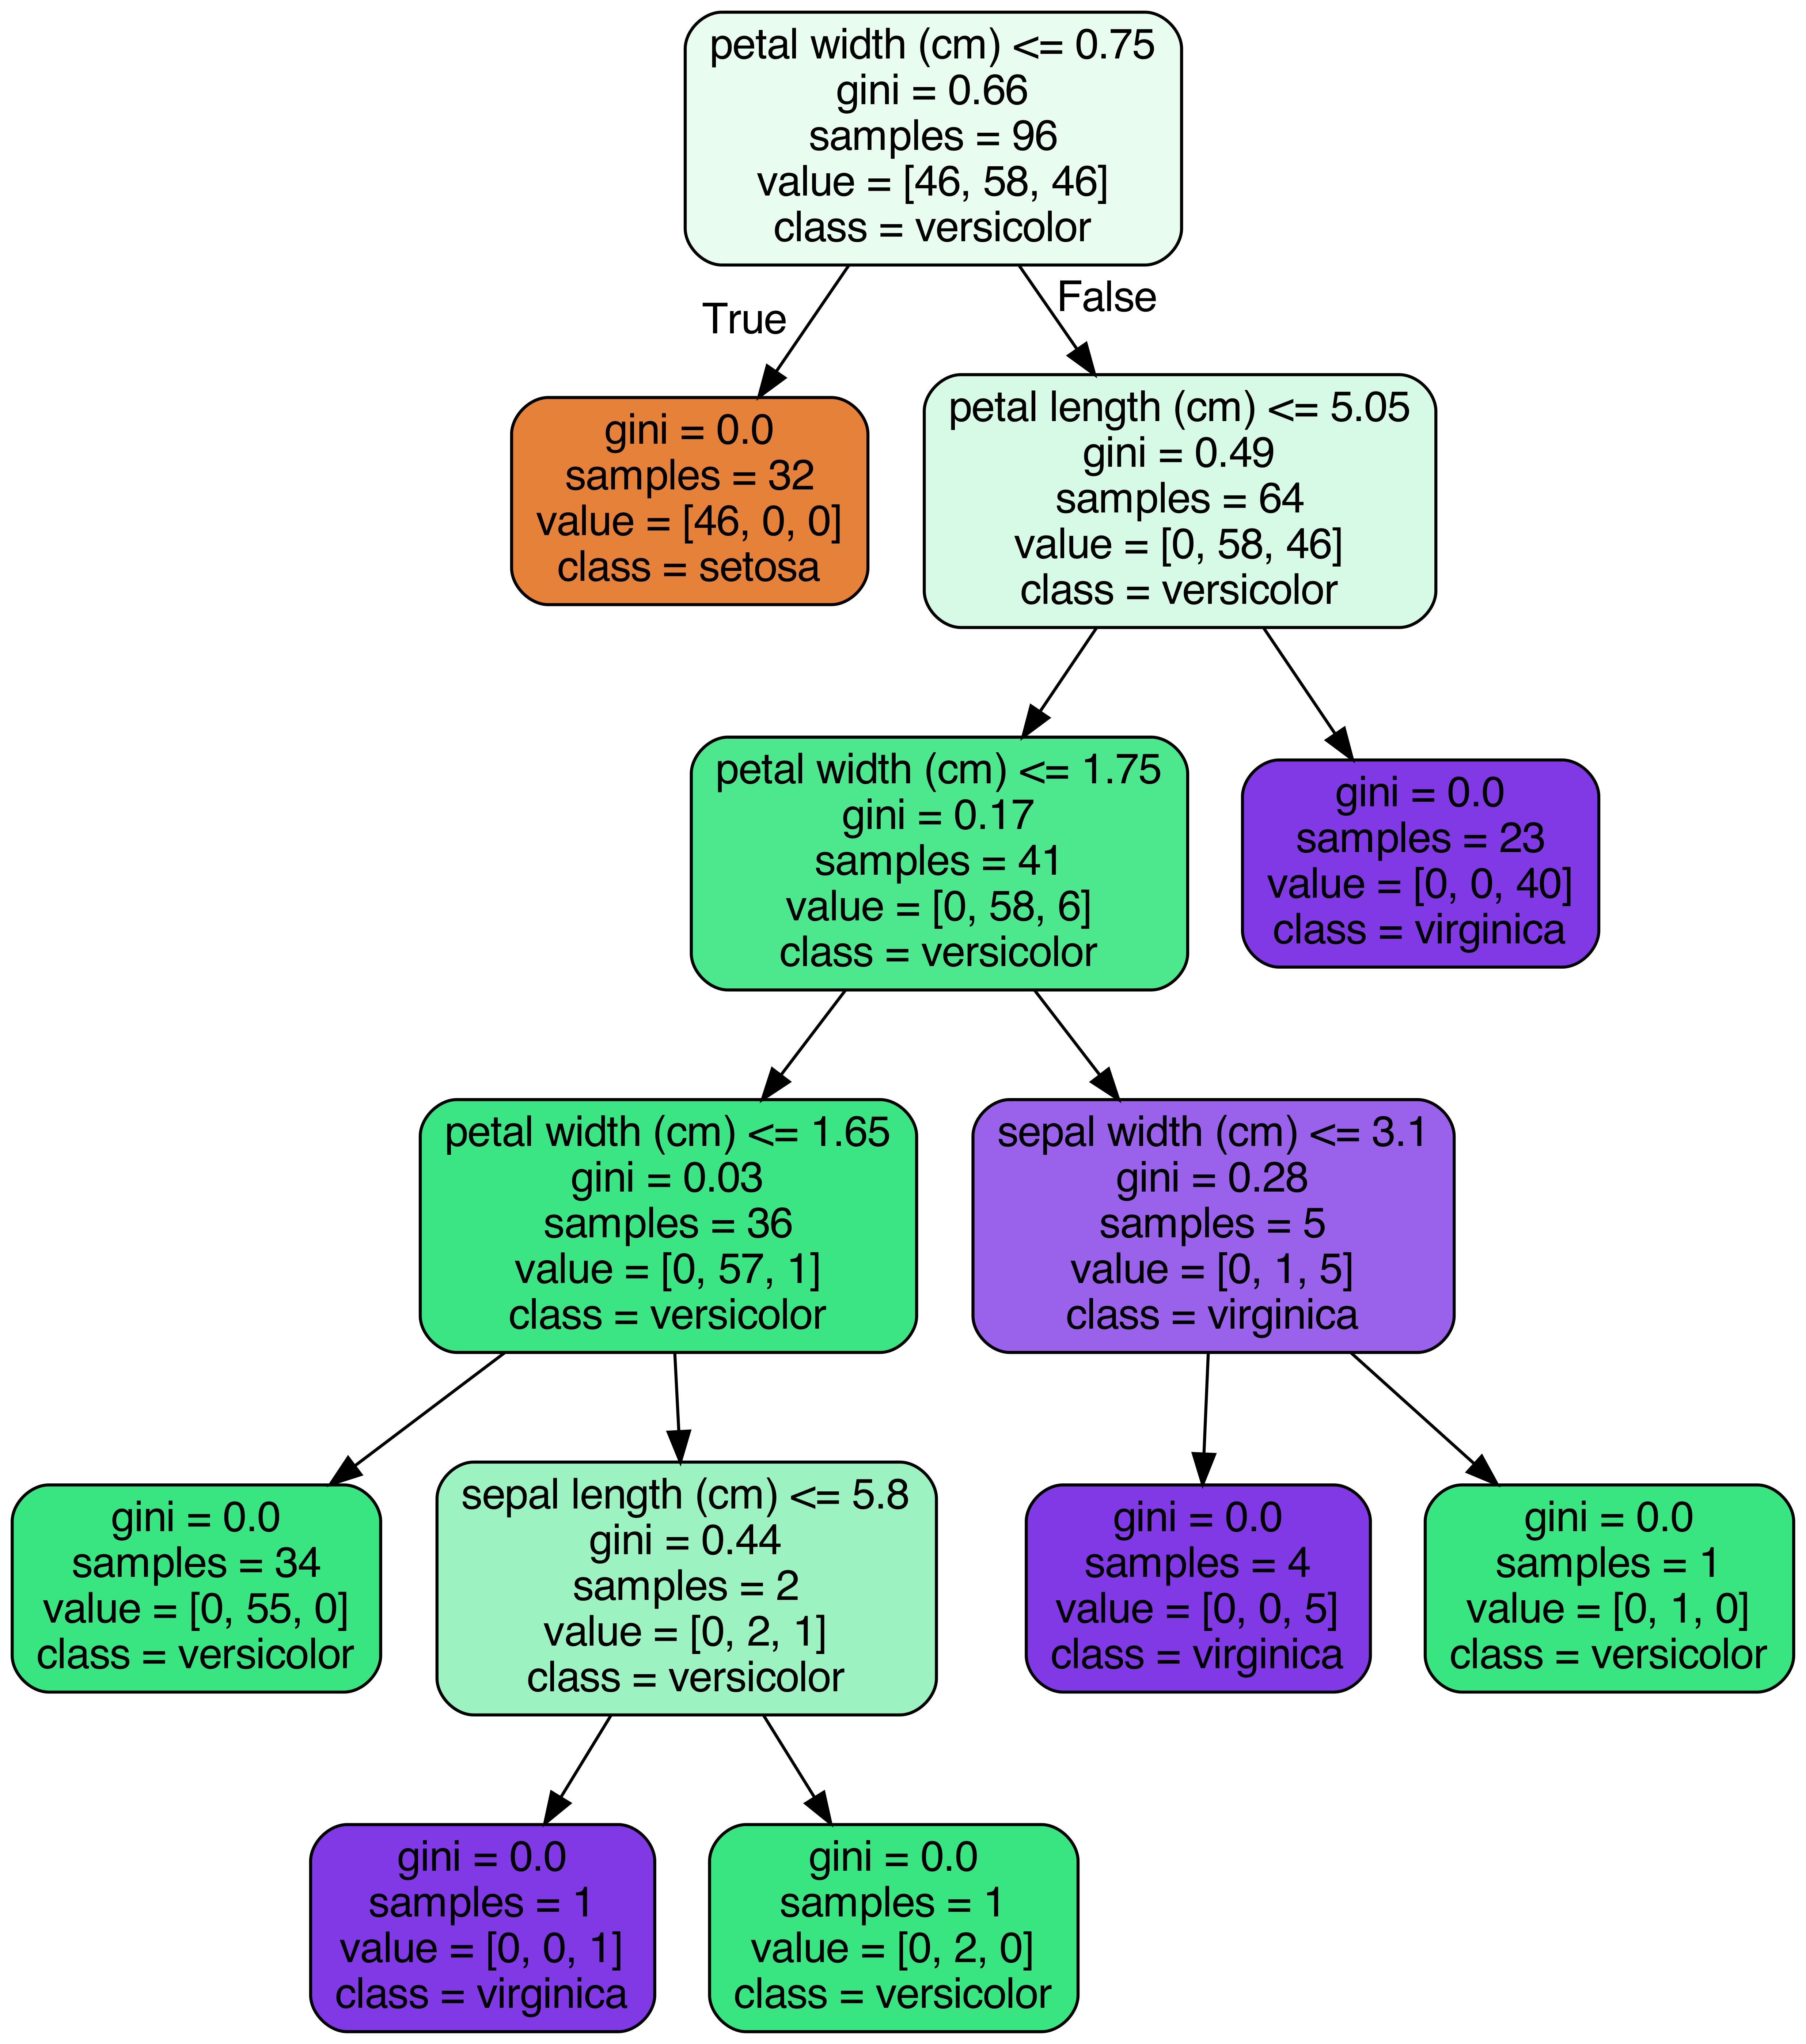 petal width (cm) <= 0.75
gini = 0.66
samples = 96
value = [46, 58, 46]
class = versicolor
True
False
gini = 0.0
samples = 32
value = [46, 0, 0]
class = setosa
petal length (cm) <= 5.05
gini = 0.49
samples = 64
value = [0, 58, 46]
class = versicolor
petal width (cm) <= 1.75
gini = 0.17
samples = 41
value = [0, 58, 6]
class = versicolor
gini = 0.0
samples = 23
value = [0, 0, 40]
class = virginica
petal width (cm) <= 1.65
gini = 0.03
samples = 36
value = [0, 57, 1]
class = versicolor
sepal width (cm) <= 3.1
gini = 0.28
samples = 5
value = [0, 1, 5]
class = virginica
gini = 0.0
samples = 34
value = [0, 55, 0]
class = versicolor
sepal length (cm) <= 5.8
gini = 0.44
samples = 2
value = [0, 2, 1]
class = versicolor
gini = 0.0
samples = 4
value = [0, 0, 5]
class = virginica
gini = 0.0
samples = 1
value = [0, 1, 0]
class = versicolor
gini = 0.0
samples = 1
value = [0, 0, 1]
class = virginica
gini = 0.0
samples = 1
value = [0, 2, 0]
class = versicolor